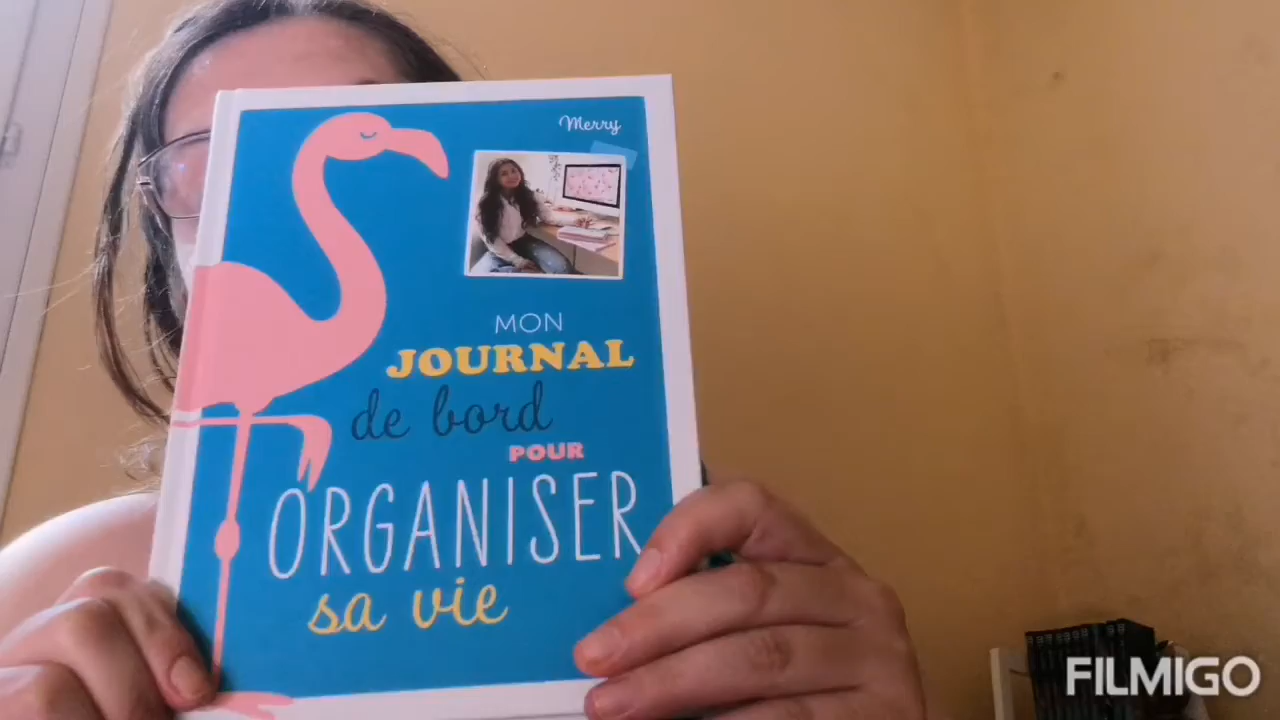 Merry
MON
JOURNAL
de bord
POUR
ORGANISER
sa vie
FILMIGO